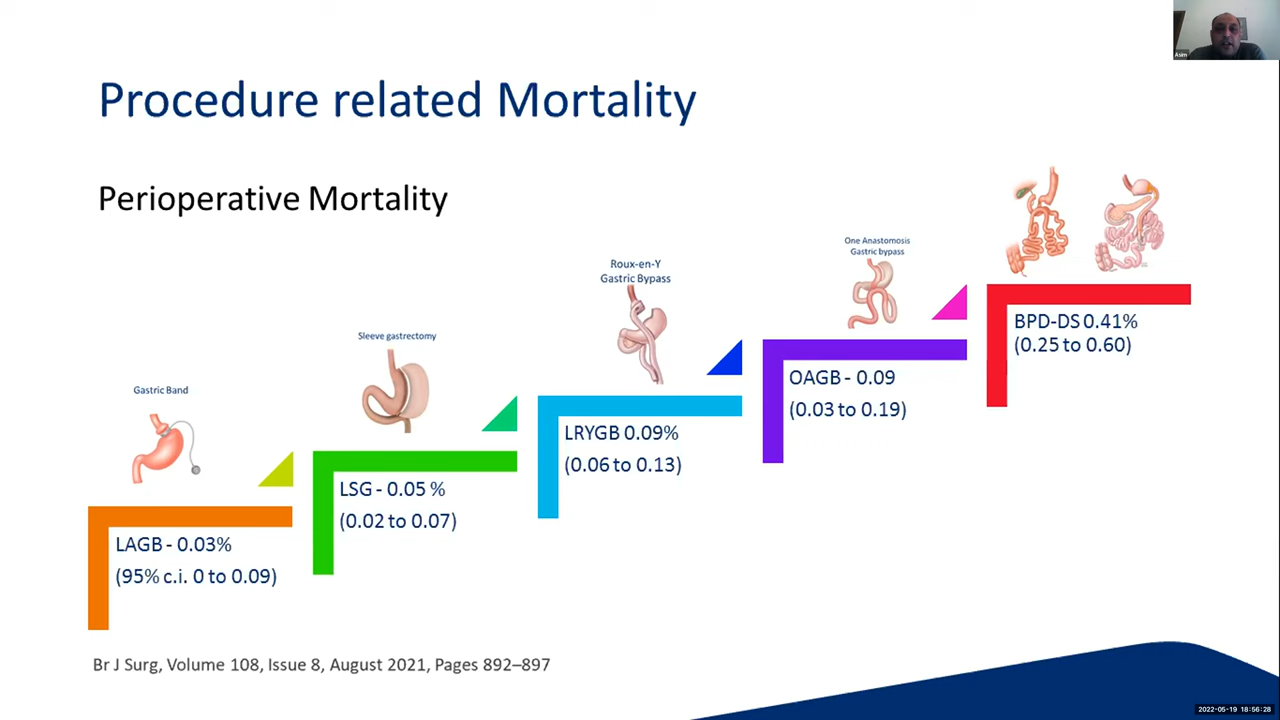 Asim
Procedure related Mortality
Perioperative Mortality
Gastric Band
LAGB - 0.03%
(95% c.i. 0 to 0.09)
Sleeve gastrectomy
LSG - 0.05 %
(0.02 to 0.07)
Roux-en-Y
Gastric Bypass
LRYGB 0.09%
(0.06 to 0.13)
One Anastomosis
Gastric bypass
OAGB - 0.09
(0.03 to 0.19)
BPD-DS 0.41%
(0.25 to 0.60)
Br J Surg, Volume 108, Issue 8, August 2021, Pages 892–897
2022-05-19 18:56:28